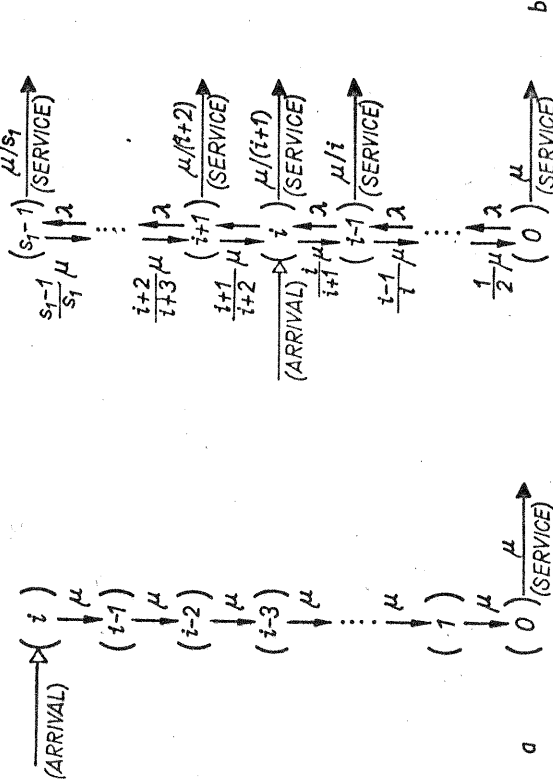 (ARRIVAL)
( i )
μ
(i-1)
μ
(i-2)
μ
(i-3)
μ
.....
μ
( 1 )
μ
( 0 )
μ
(SERVICE)
a
(s₁-1)
μ/s₁
(SERVICE)
s₁-1/s₁ μ
λ
....
i+2/i+3 μ
λ
(i+1)
μ/(i+2)
(SERVICE)
i+1/i+2 μ
λ
(ARRIVAL)
( i )
μ/(i+1)
(SERVICE)
i/i+1 μ
λ
(i-1)
μ/i
(SERVICE)
i-1/i μ
λ
.....
1/2 μ
λ
( 0 )
μ
(SERVICE)
b